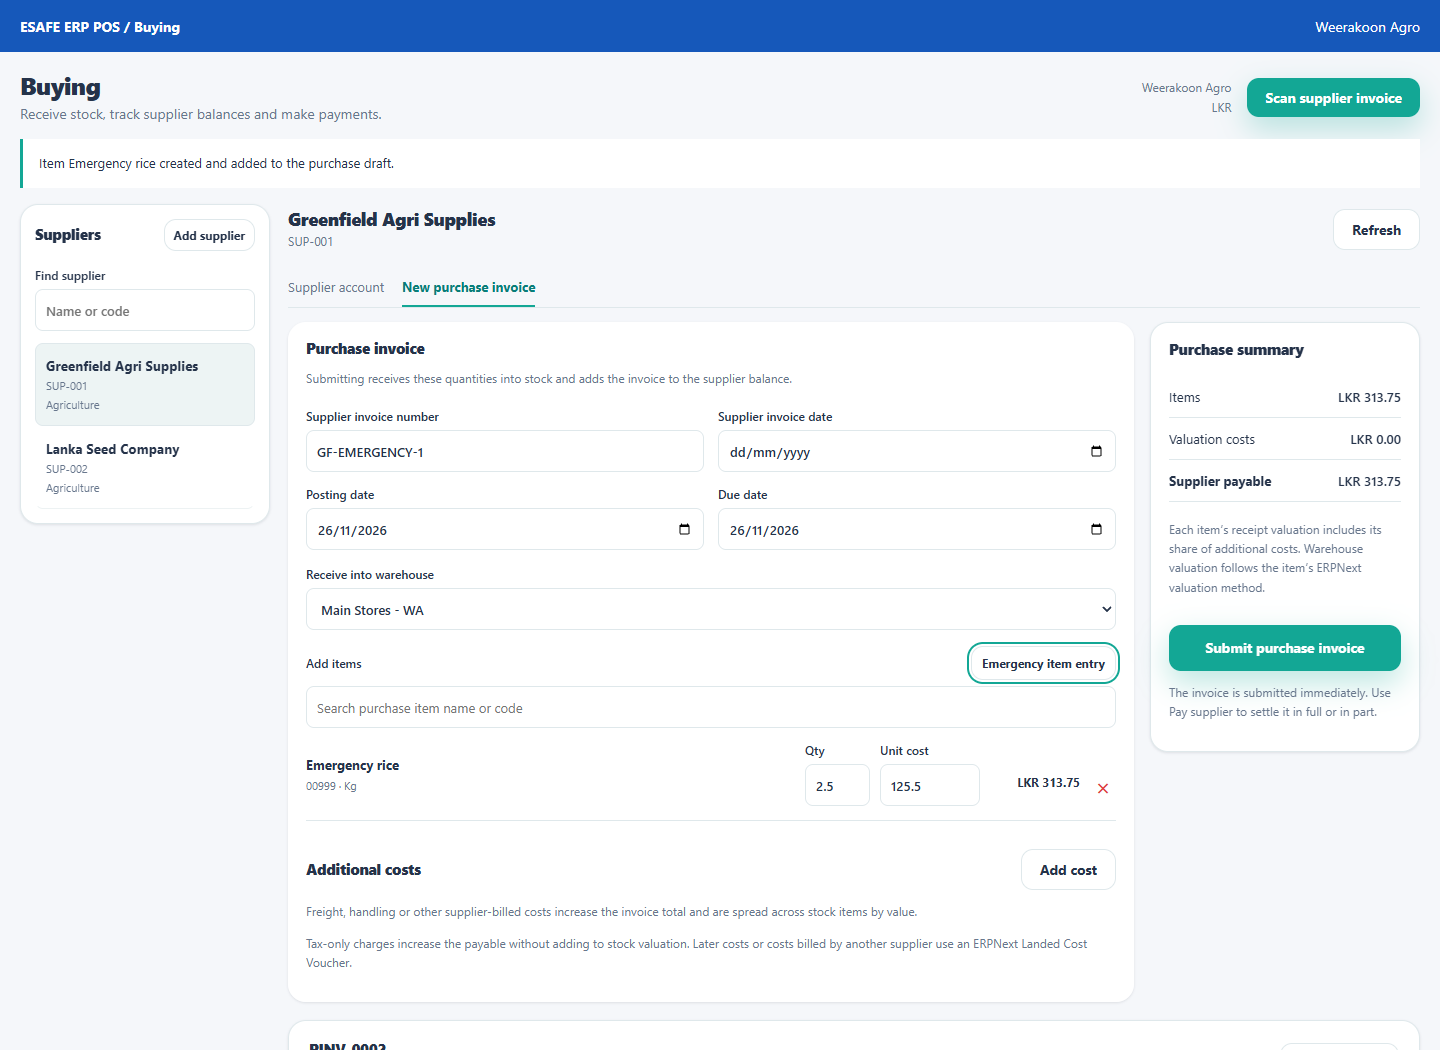 ESAFE ERP POS / Buying
Weerakoon Agro
Buying
Receive stock, track supplier balances and make payments.
Weerakoon Agro
LKR
Scan supplier invoice
Item Emergency rice created and added to the purchase draft.
Suppliers
Add supplier
Find supplier
Name or code
Greenfield Agri Supplies
SUP-001
Agriculture
Lanka Seed Company
SUP-002
Agriculture
Greenfield Agri Supplies
SUP-001
Refresh
Supplier account
New purchase invoice
Purchase invoice
Submitting receives these quantities into stock and adds the invoice to the supplier balance.
Supplier invoice number
Supplier invoice date
GF-EMERGENCY-1
dd/mm/yyyy
Posting date
Due date
26/11/2026
26/11/2026
Receive into warehouse
Main Stores - WA
Add items
Emergency item entry
Search purchase item name or code
Qty
Unit cost
Emergency rice
00999 · Kg
2.5
125.5
LKR 313.75
Additional costs
Add cost
Freight, handling or other supplier-billed costs increase the invoice total and are spread across stock items by value.
Tax-only charges increase the payable without adding to stock valuation. Later costs or costs billed by another supplier use an ERPNext Landed Cost
Voucher.
Purchase summary
Items LKR 313.75
Valuation costs LKR 0.00
Supplier payable LKR 313.75
Each item's receipt valuation includes its
share of additional costs. Warehouse
valuation follows the item's ERPNext
valuation method.
Submit purchase invoice
The invoice is submitted immediately. Use
Pay supplier to settle it in full or in part.
PINV-0003